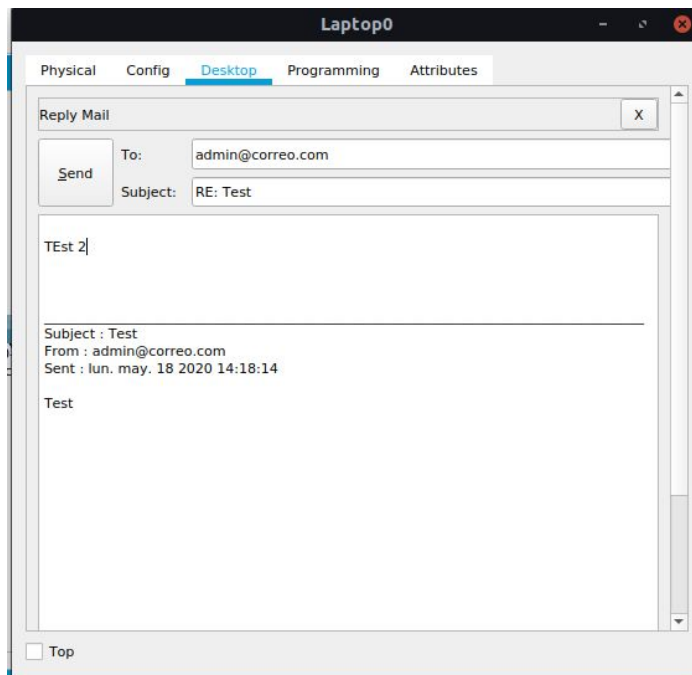 Laptop0
Physical Config Desktop Programming Attributes
Reply Mail X
Send
To: admin@correo.com
Subject: RE: Test
TEst 2
Subject : Test
From : admin@correo.com
Sent : lun. may. 18 2020 14:18:14
Test
Top